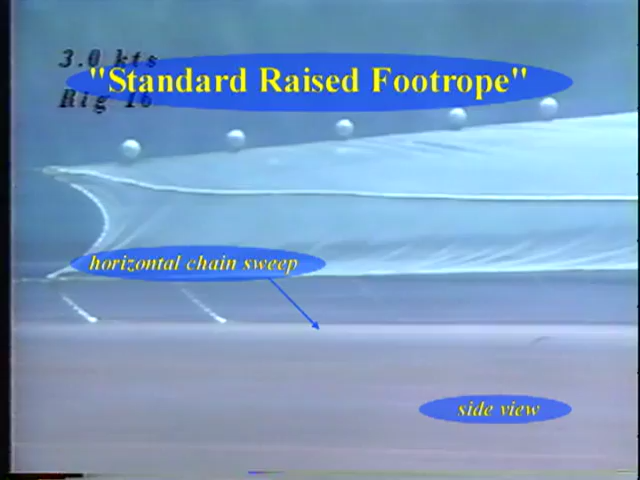 3.0 kts
"Standard Raised Footrope"
Rig 16
horizontal chain sweep
side view